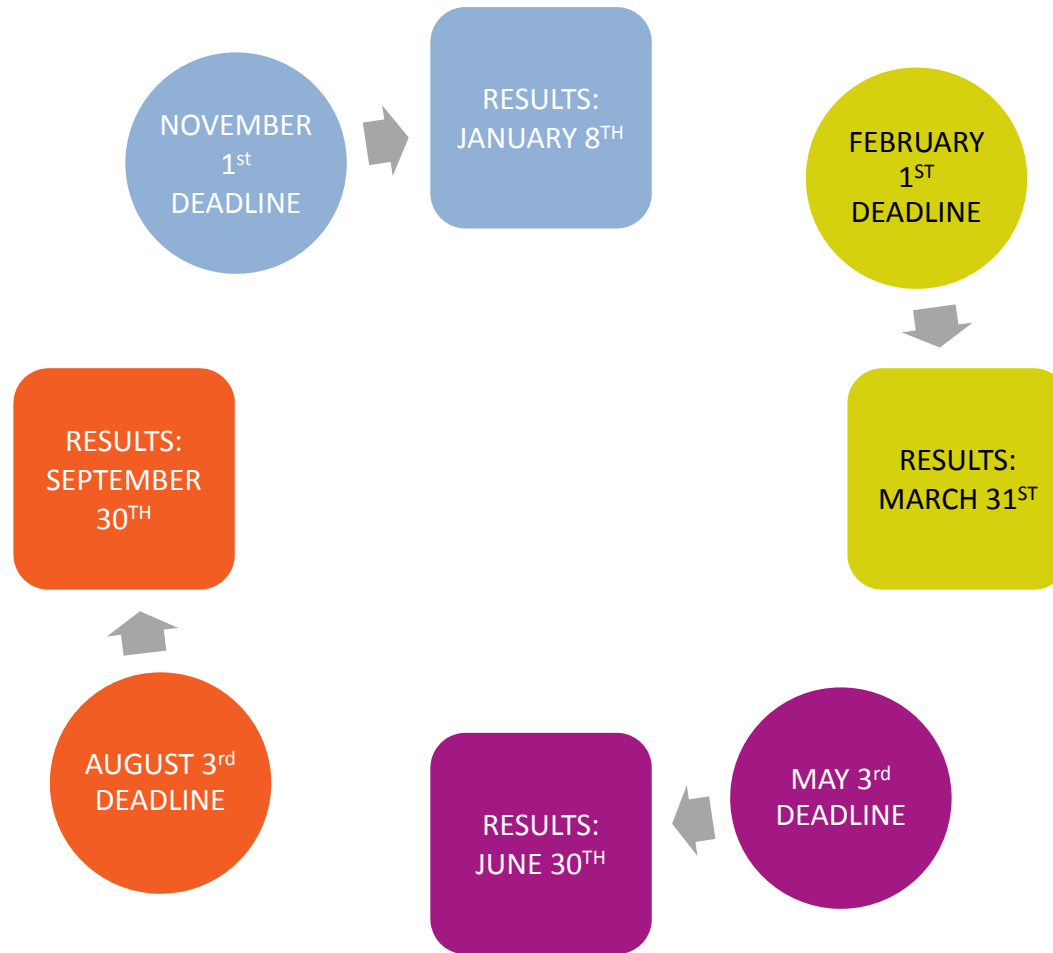 NOVEMBER
1st
DEADLINE
RESULTS:
JANUARY 8TH
FEBRUARY
1ST
DEADLINE
RESULTS:
MARCH 31ST
MAY 3rd
DEADLINE
RESULTS:
JUNE 30TH
AUGUST 3rd
DEADLINE
RESULTS:
SEPTEMBER
30TH